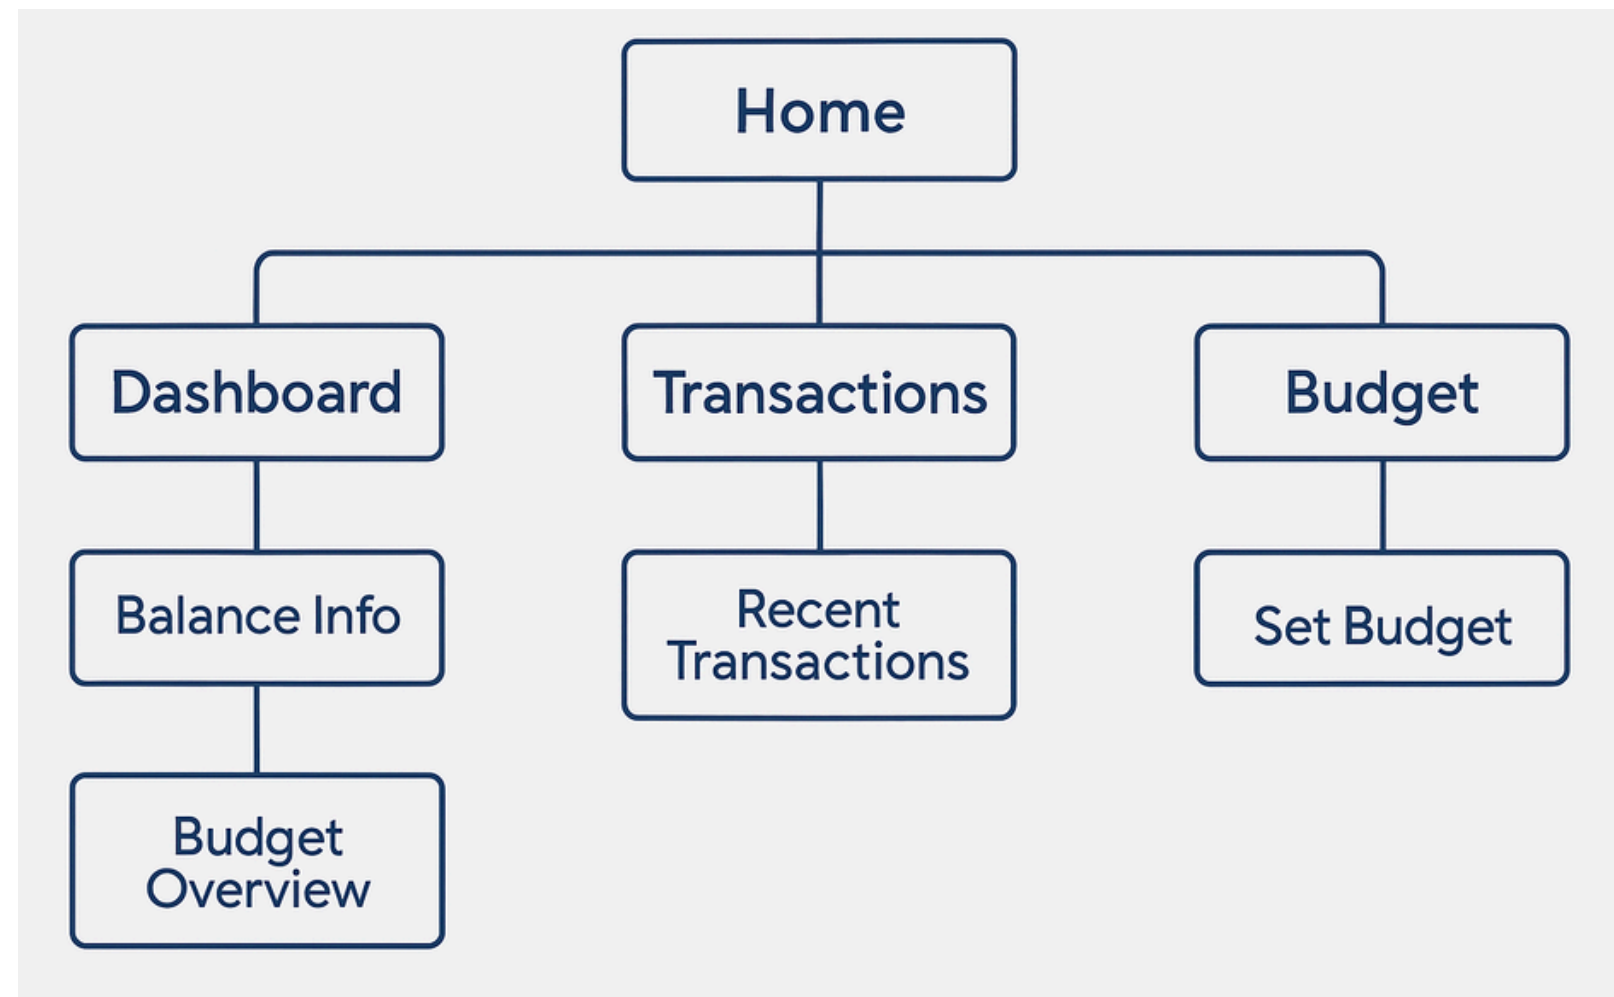 Home
Dashboard
Transactions
Budget
Balance Info
Recent
Transactions
Set Budget
Budget
Overview